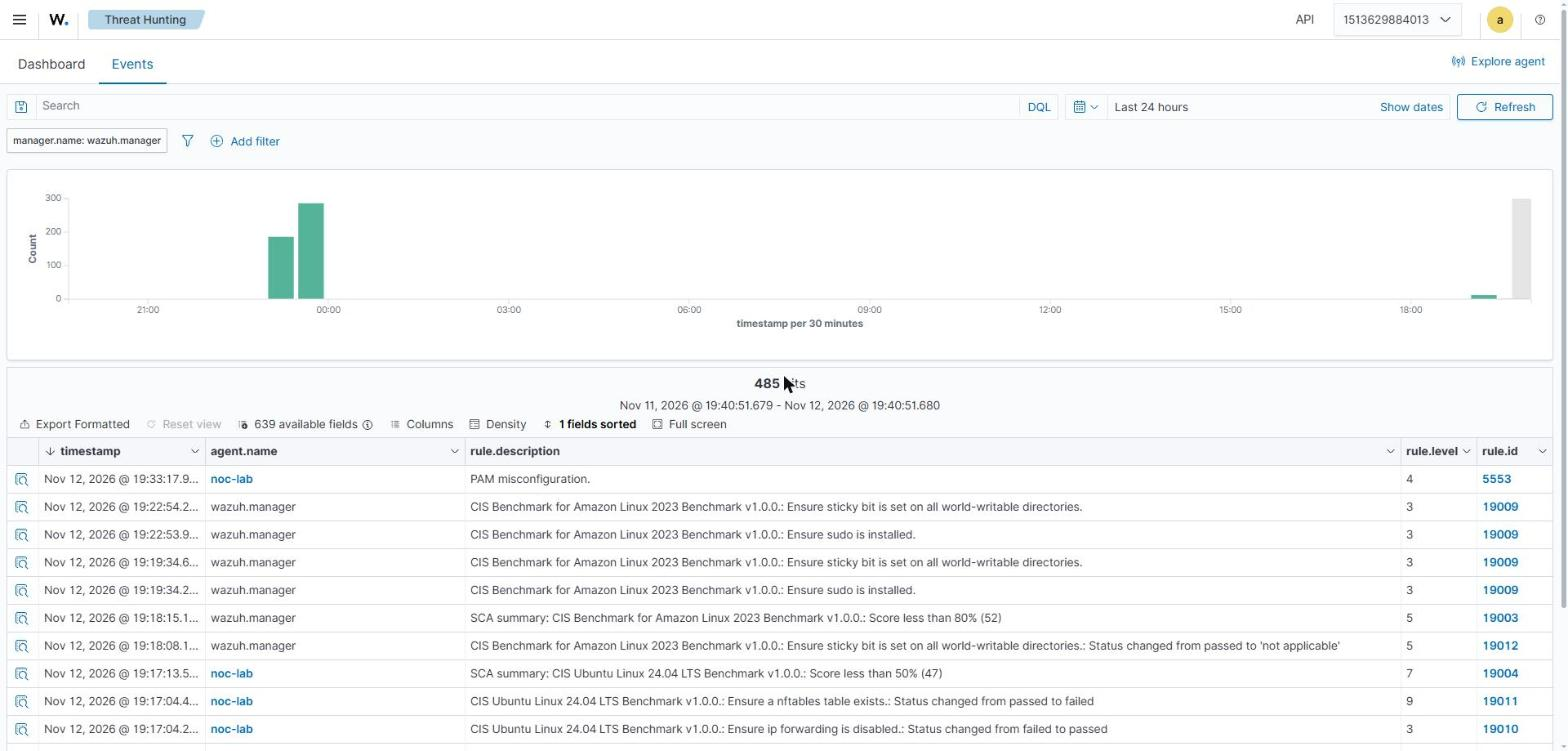 W. Threat Hunting API 1513629884013 a
Dashboard Events Explore agent
Search DQL Last 24 hours Show dates Refresh
manager.name: wazuh.manager Add filter
300
200
100
0
Count
21:00 00:00 03:00 06:00 09:00 12:00 15:00 18:00
timestamp per 30 minutes
485
Nov 11, 2026 @ 19:40:51.679 - Nov 12, 2026 @ 19:40:51.680
Export Formatted Reset view 639 available fields Columns Density 1 fields sorted Full screen
timestamp agent.name rule.description rule.level rule.id
Nov 12, 2026 @ 19:33:17.9... noc-lab PAM misconfiguration. 4 5553
Nov 12, 2026 @ 19:22:54.2... wazuh.manager CIS Benchmark for Amazon Linux 2023 Benchmark v1.0.0.: Ensure sticky bit is set on all world-writable directories. 3 19009
Nov 12, 2026 @ 19:22:53.9... wazuh.manager CIS Benchmark for Amazon Linux 2023 Benchmark v1.0.0.: Ensure sudo is installed. 3 19009
Nov 12, 2026 @ 19:19:34.6... wazuh.manager CIS Benchmark for Amazon Linux 2023 Benchmark v1.0.0.: Ensure sticky bit is set on all world-writable directories. 3 19009
Nov 12, 2026 @ 19:19:34.2... wazuh.manager CIS Benchmark for Amazon Linux 2023 Benchmark v1.0.0.: Ensure sudo is installed. 3 19009
Nov 12, 2026 @ 19:18:15.1... wazuh.manager SCA summary: CIS Benchmark for Amazon Linux 2023 Benchmark v1.0.0.: Score less than 80% (52) 5 19003
Nov 12, 2026 @ 19:18:08.1... wazuh.manager CIS Benchmark for Amazon Linux 2023 Benchmark v1.0.0.: Ensure sticky bit is set on all world-writable directories.: Status changed from passed to 'not applicable' 5 19012
Nov 12, 2026 @ 19:17:13.5... noc-lab SCA summary: CIS Ubuntu Linux 24.04 LTS Benchmark v1.0.0.: Score less than 50% (47) 7 19004
Nov 12, 2026 @ 19:17:04.4... noc-lab CIS Ubuntu Linux 24.04 LTS Benchmark v1.0.0.: Ensure a nftables table exists.: Status changed from passed to failed 9 19011
Nov 12, 2026 @ 19:17:04.2... noc-lab CIS Ubuntu Linux 24.04 LTS Benchmark v1.0.0.: Ensure ip forwarding is disabled.: Status changed from failed to passed 3 19010